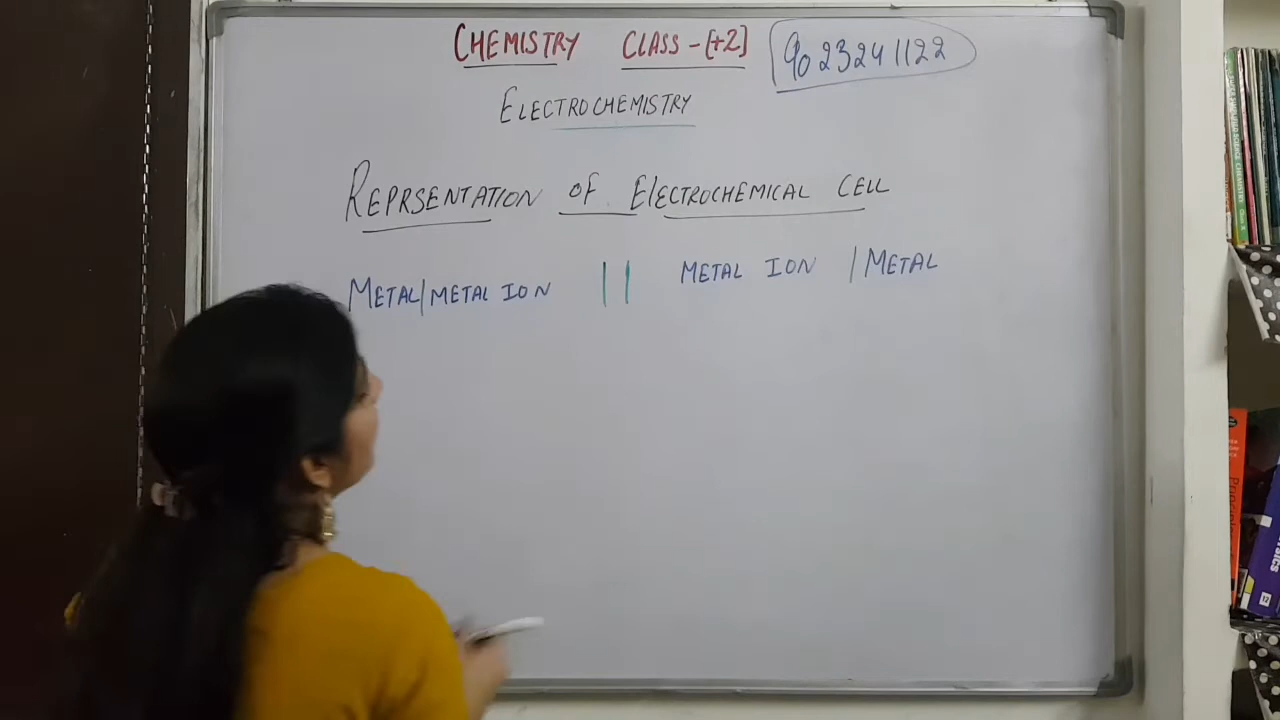 CHEMISTRY CLASS-[+2] 9023241122
ELECTROCHEMISTRY
REPRSENTATION OF ELECTROCHEMICAL CELL
METAL/METAL ION || METAL ION /METAL